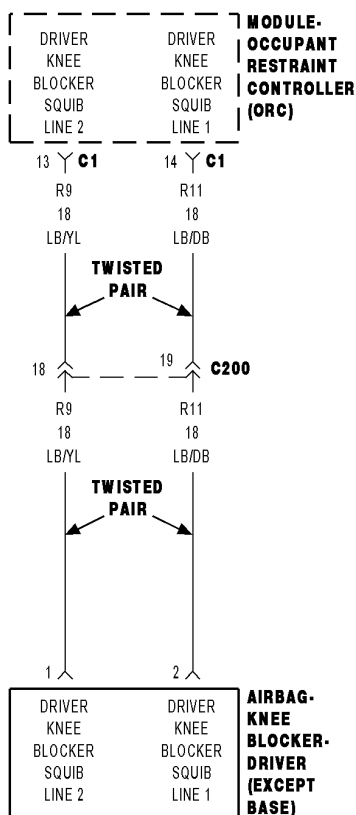 DRIVER DRIVER MODULE-
KNEE KNEE OCCUPANT
BLOCKER BLOCKER RESTRAINT
SQUIB SQUIB CONTROLLER
LINE 2 LINE 1 (ORC)
13 C1 14 C1
R9 R11
18 18
LB/YL LB/DB
TWISTED
PAIR
18 19 C200
R9 R11
18 18
LB/YL LB/DB
TWISTED
PAIR
1 2
DRIVER DRIVER AIRBAG-
KNEE KNEE KNEE
BLOCKER BLOCKER BLOCKER-
SQUIB SQUIB DRIVER
LINE 2 LINE 1 (EXCEPT
BASE)